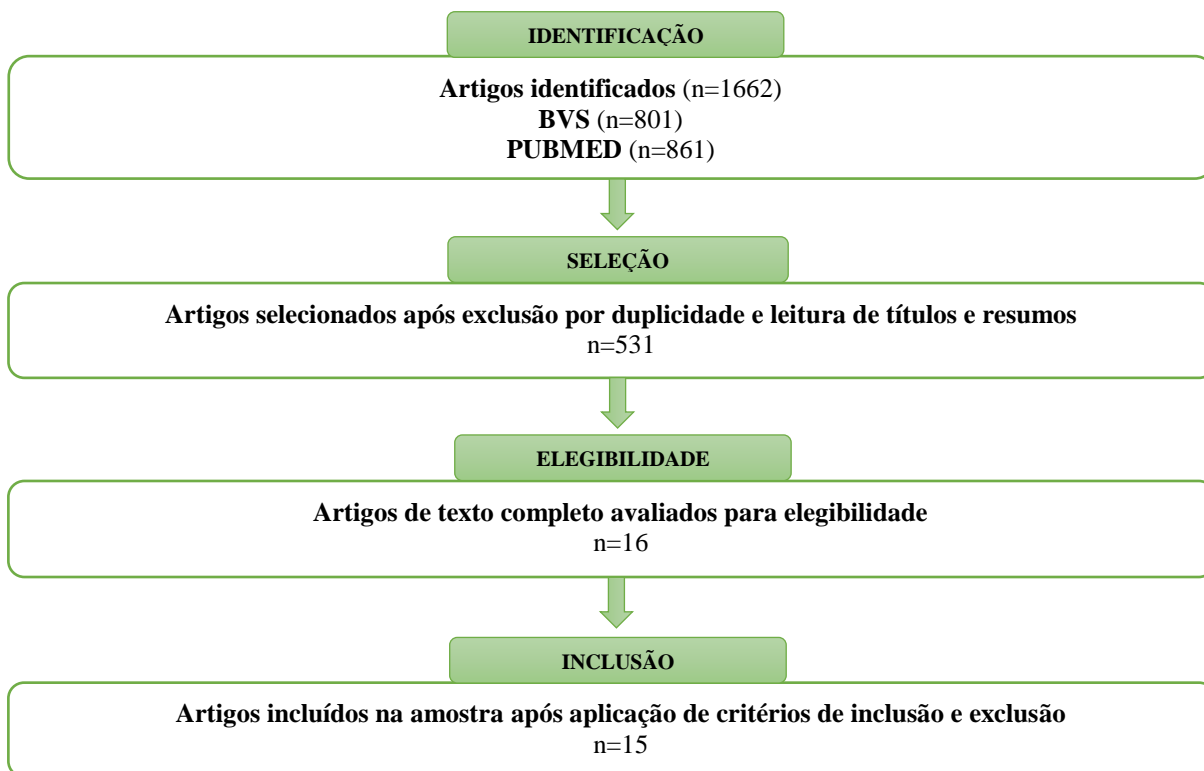 IDENTIFICAÇÃO
Artigos identificados (n=1662)
BVS (n=801)
PUBMED (n=861)
SELEÇÃO
Artigos selecionados após exclusão por duplicidade e leitura de títulos e resumos
n=531
ELEGIBILIDADE
Artigos de texto completo avaliados para elegibilidade
n=16
INCLUSÃO
Artigos incluídos na amostra após aplicação de critérios de inclusão e exclusão
n=15